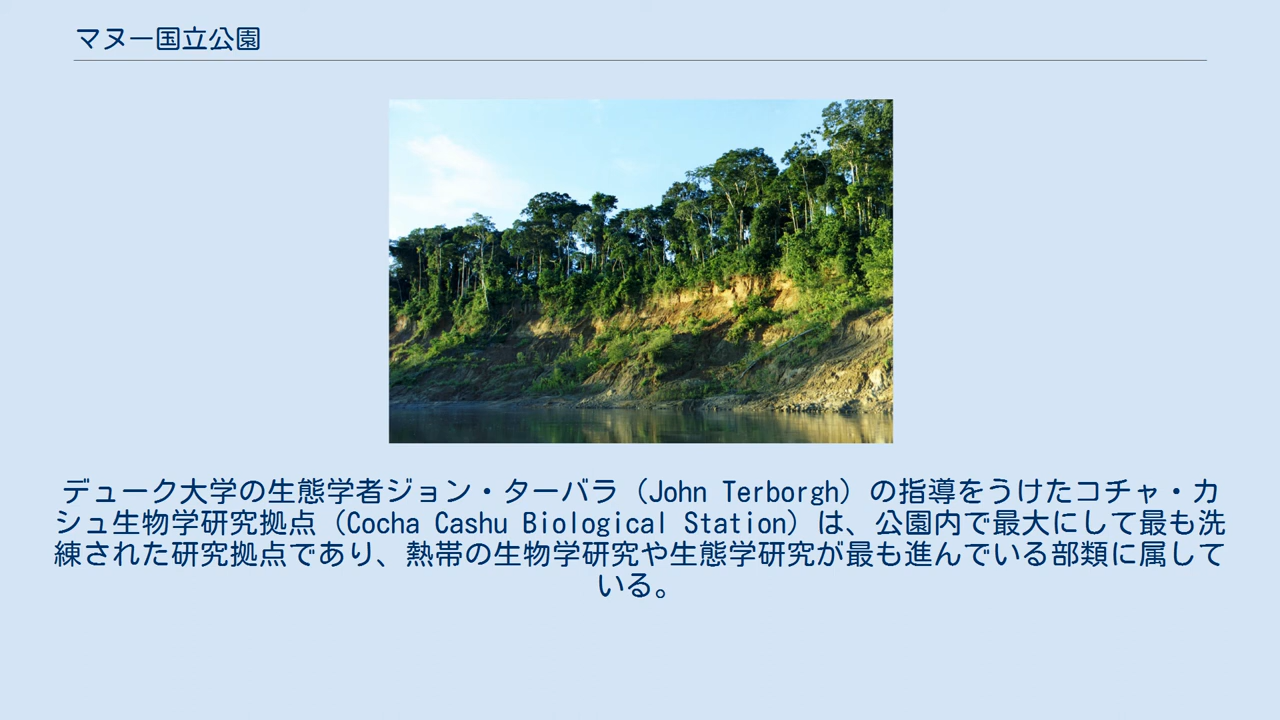 マヌー国立公園
デューク大学の生態学者ジョン・ターバラ（John Terborgh）の指導をうけたコチャ・カ
シュ生物学研究拠点（Cocha Cashu Biological Station）は、公園内で最大にして最も洗
練された研究拠点であり、熱帯の生物学研究や生態学研究が最も進んでいる部類に属して
いる。